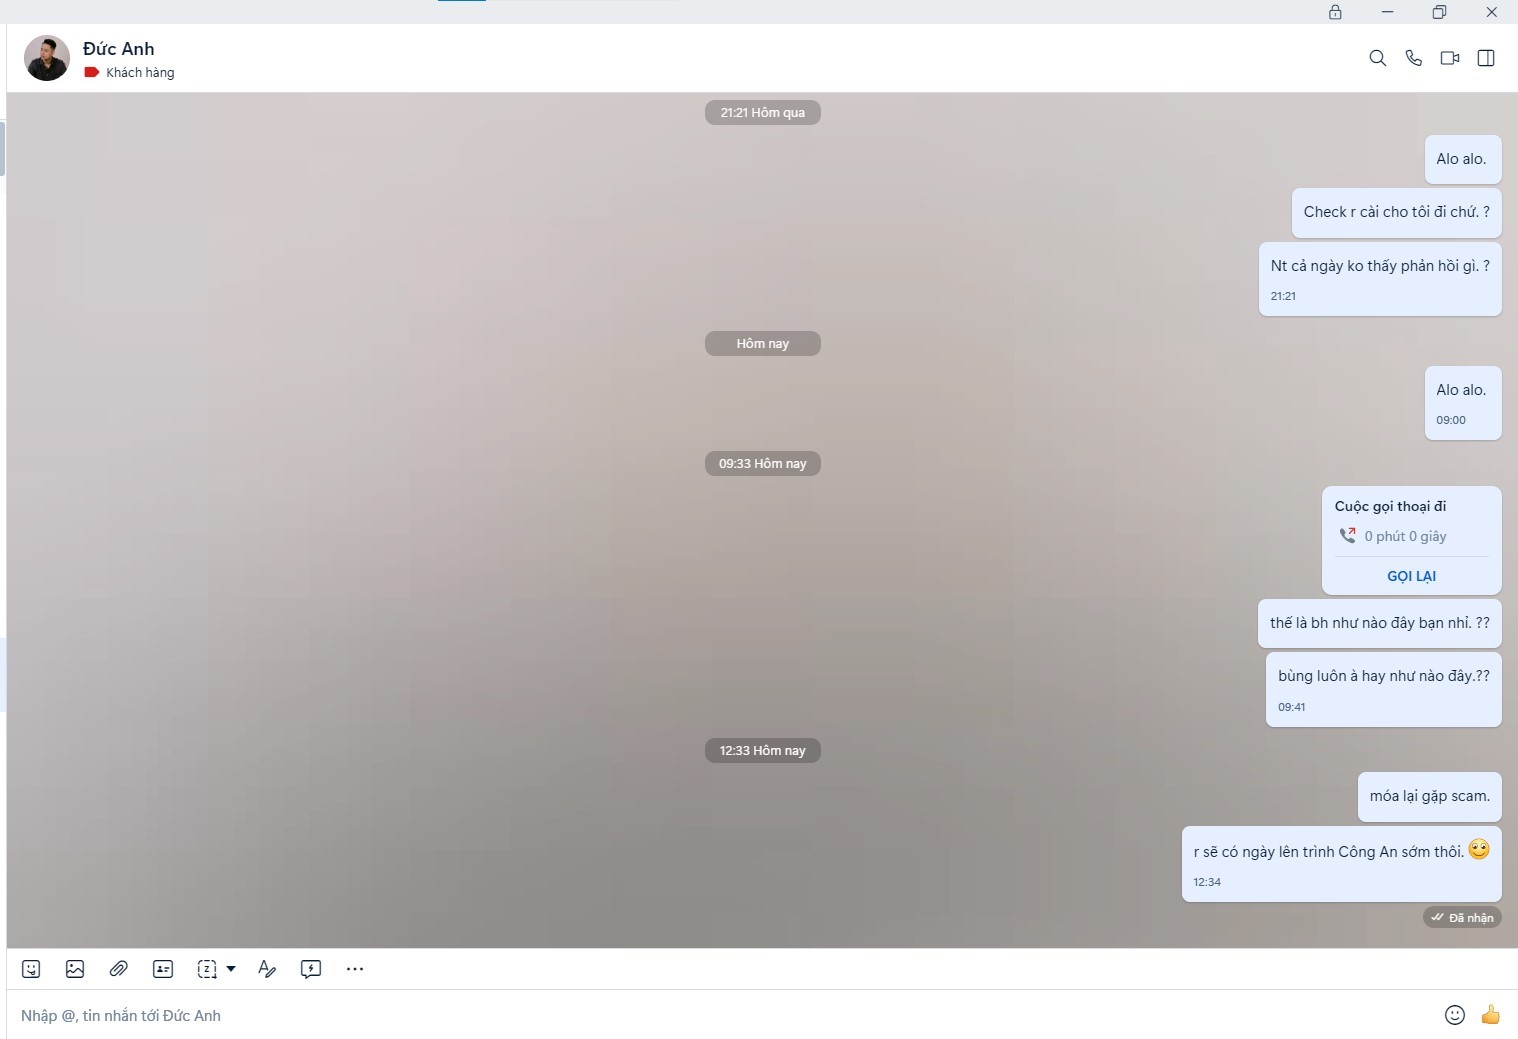 Đức Anh
Khách hàng
21:21 Hôm qua
Alo alo.
Check r cài cho tôi đi chứ. ?
Nt cả ngày ko thấy phản hồi gì. ?
21:21
Hôm nay
Alo alo.
09:00
09:33 Hôm nay
Cuộc gọi thoại đi
0 phút 0 giây
GỌI LẠI
thế là bh như nào đây bạn nhỉ. ??
bùng luôn à hay như nào đây.??
09:41
12:33 Hôm nay
móa lại gặp scam.
r sẽ có ngày lên trình Công An sớm thôi.
12:34
Đã nhận
Nhập @, tin nhắn tới Đức Anh